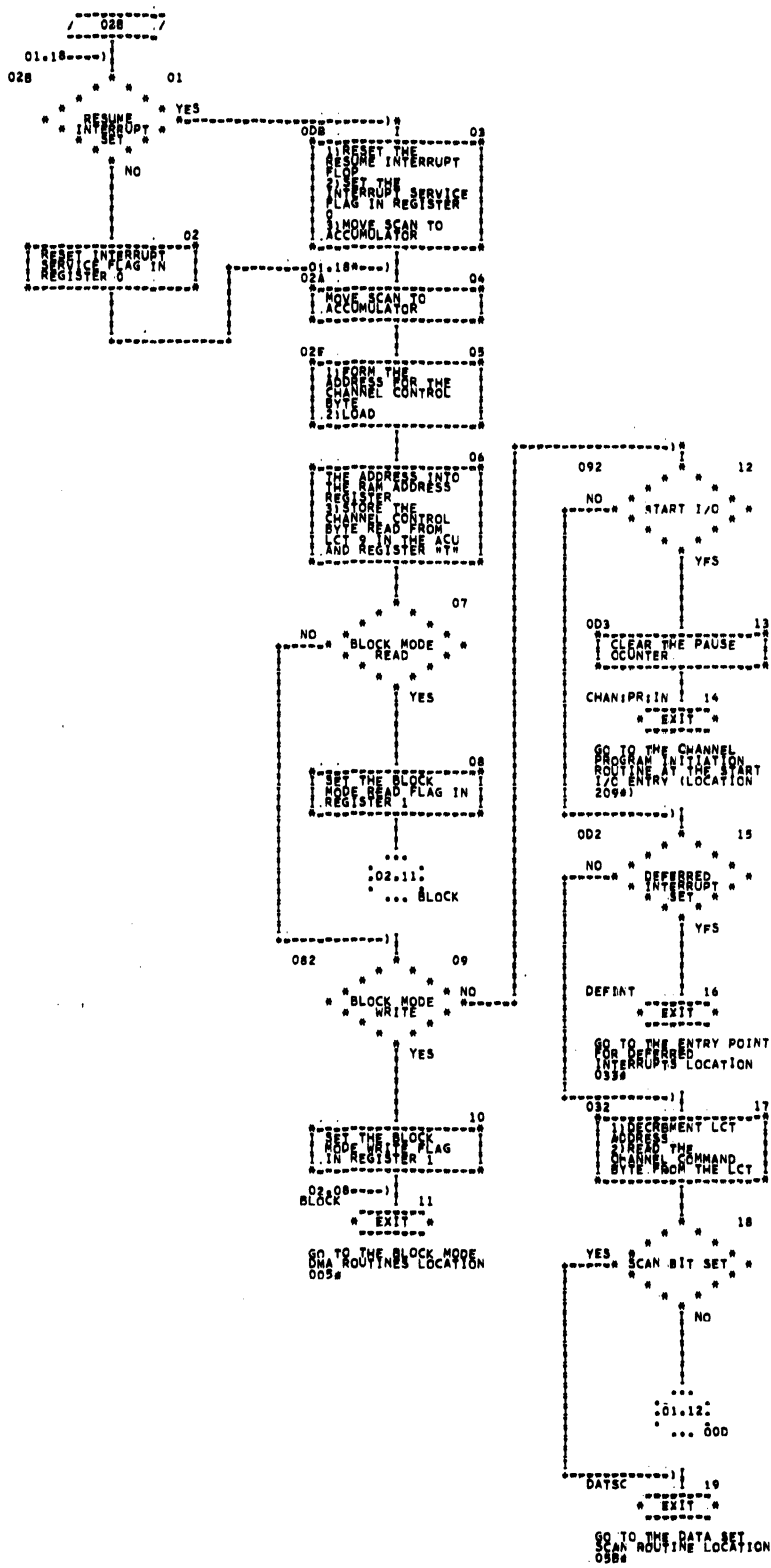 02B
01.18
02B 01
RESUME
INTERRUPT
SET
YES
NO
02
RESET INTERRUPT
SERVICE FLAG IN
REGISTER 0
0DB 03
1)RESET THE
RESUME INTERRUPT
FLOP
2)SET THE
INTERRUPT SERVICE
FLAG IN REGISTER
0
3)MOVE SCAN TO
ACCUMULATOR
01.18*
02A 04
MOVE SCAN TO
ACCUMULATOR
02F 05
1)FORM THE
ADDRESS FOR THE
CHANNEL CONTROL
BYTE
2)LOAD
06
THE ADDRESS INTO
THE RAM ADDRESS
REGISTER
3)STORE THE
CHANNEL CONTROL
BYTE READ FROM
LCT 9 IN THE ACU
AND REGISTER "T"
07
NO
BLOCK MODE
READ
YES
08
SET THE BLOCK
MODE READ FLAG IN
REGISTER 1
02.11
BLOCK
082 09
BLOCK MODE
WRITE
NO
YES
10
SET THE BLOCK
MODE WRITE FLAG
IN REGISTER 1
02.08
BLOCK 11
EXIT
GO TO THE BLOCK MODE
DMA ROUTINES LOCATION
005#
092 12
NO
START I/O
YES
0D3 13
CLEAR THE PAUSE
OCUNTER
CHAN:PR:IN 14
EXIT
GO TO THE CHANNEL
PROGRAM INITIATION
ROUTINE AT THE START
I/O ENTRY (LOCATION
209#)
0D2 15
NO
DEFERRED
INTERRUPT
SET
YES
DEFINT 16
EXIT
GO TO THE ENTRY POINT
FOR DEFERRED
INTERRUPTS LOCATION
033#
032 17
1)DECREMENT LCT
ADDRESS
2)READ THE
CHANNEL COMMAND
BYTE FROM THE LCT
18
YES
SCAN BIT SET
NO
01.12
00D
DATSC 19
EXIT
GO TO THE DATA SET
SCAN ROUTINE LOCATION
05B#